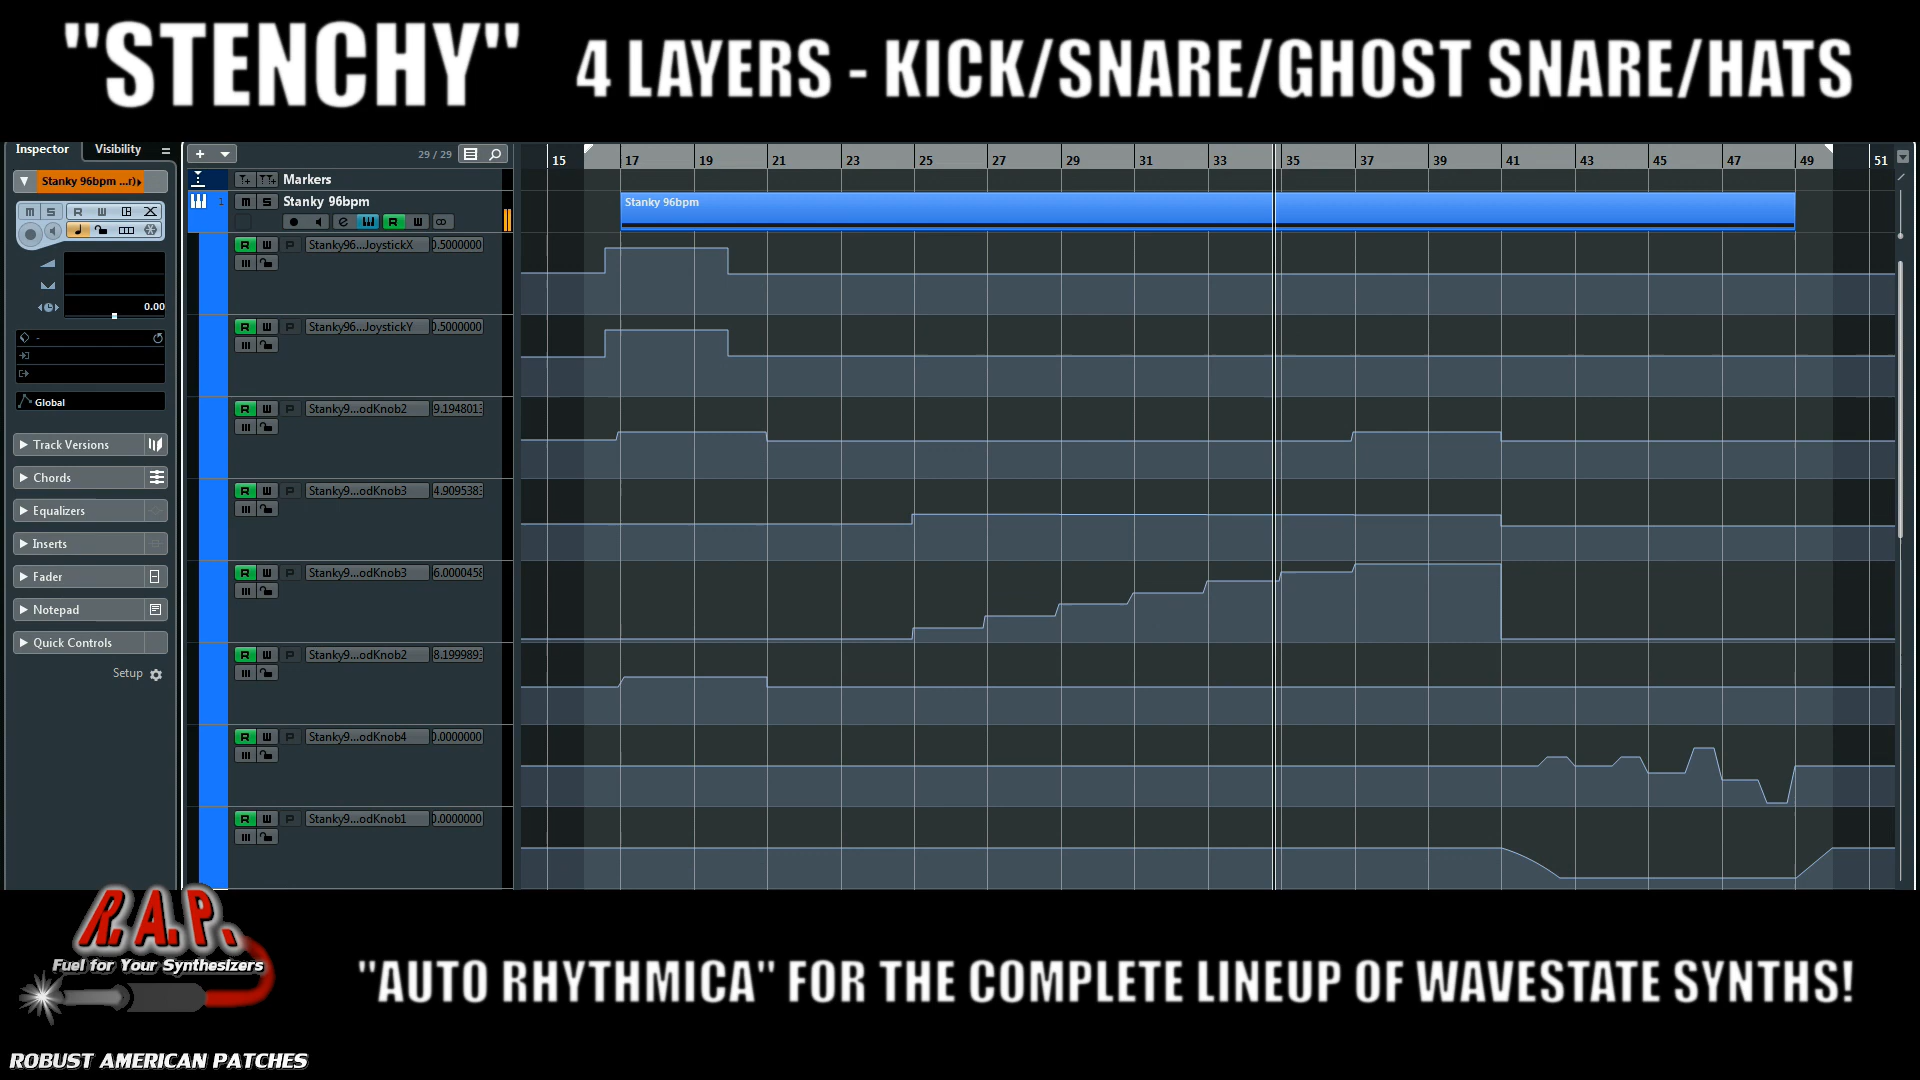 "STENCHY" 4 LAYERS - KICK/SNARE/GHOST SNARE/HATS
Inspector Visibility
29 / 29
15 17 19 21 23 25 27 29 31 33 35 37 39 41 43 45 47 49 51
Stanky 96bpm ...r)
Markers
1 M S Stanky 96bpm
Stanky 96bpm
M S R W
R W
R W P Stanky96...JoystickX 0.5000000
0.00
R W P Stanky96...JoystickY 0.5000000
-
Global
R W P Stanky9...odKnob2 9.1948013
Track Versions
Chords
R W P Stanky9...odKnob3 4.9095383
Equalizers
Inserts
Fader
R W P Stanky9...odKnob3 6.0000458
Notepad
Quick Controls
R W P Stanky9...odKnob2 8.1999893
Setup
R W P Stanky9...odKnob4 0.0000000
R W P Stanky9...odKnob1 0.0000000
R.A.P.
Fuel for Your Synthesizers
"AUTO RHYTHMICA" FOR THE COMPLETE LINEUP OF WAVESTATE SYNTHS!
ROBUST AMERICAN PATCHES